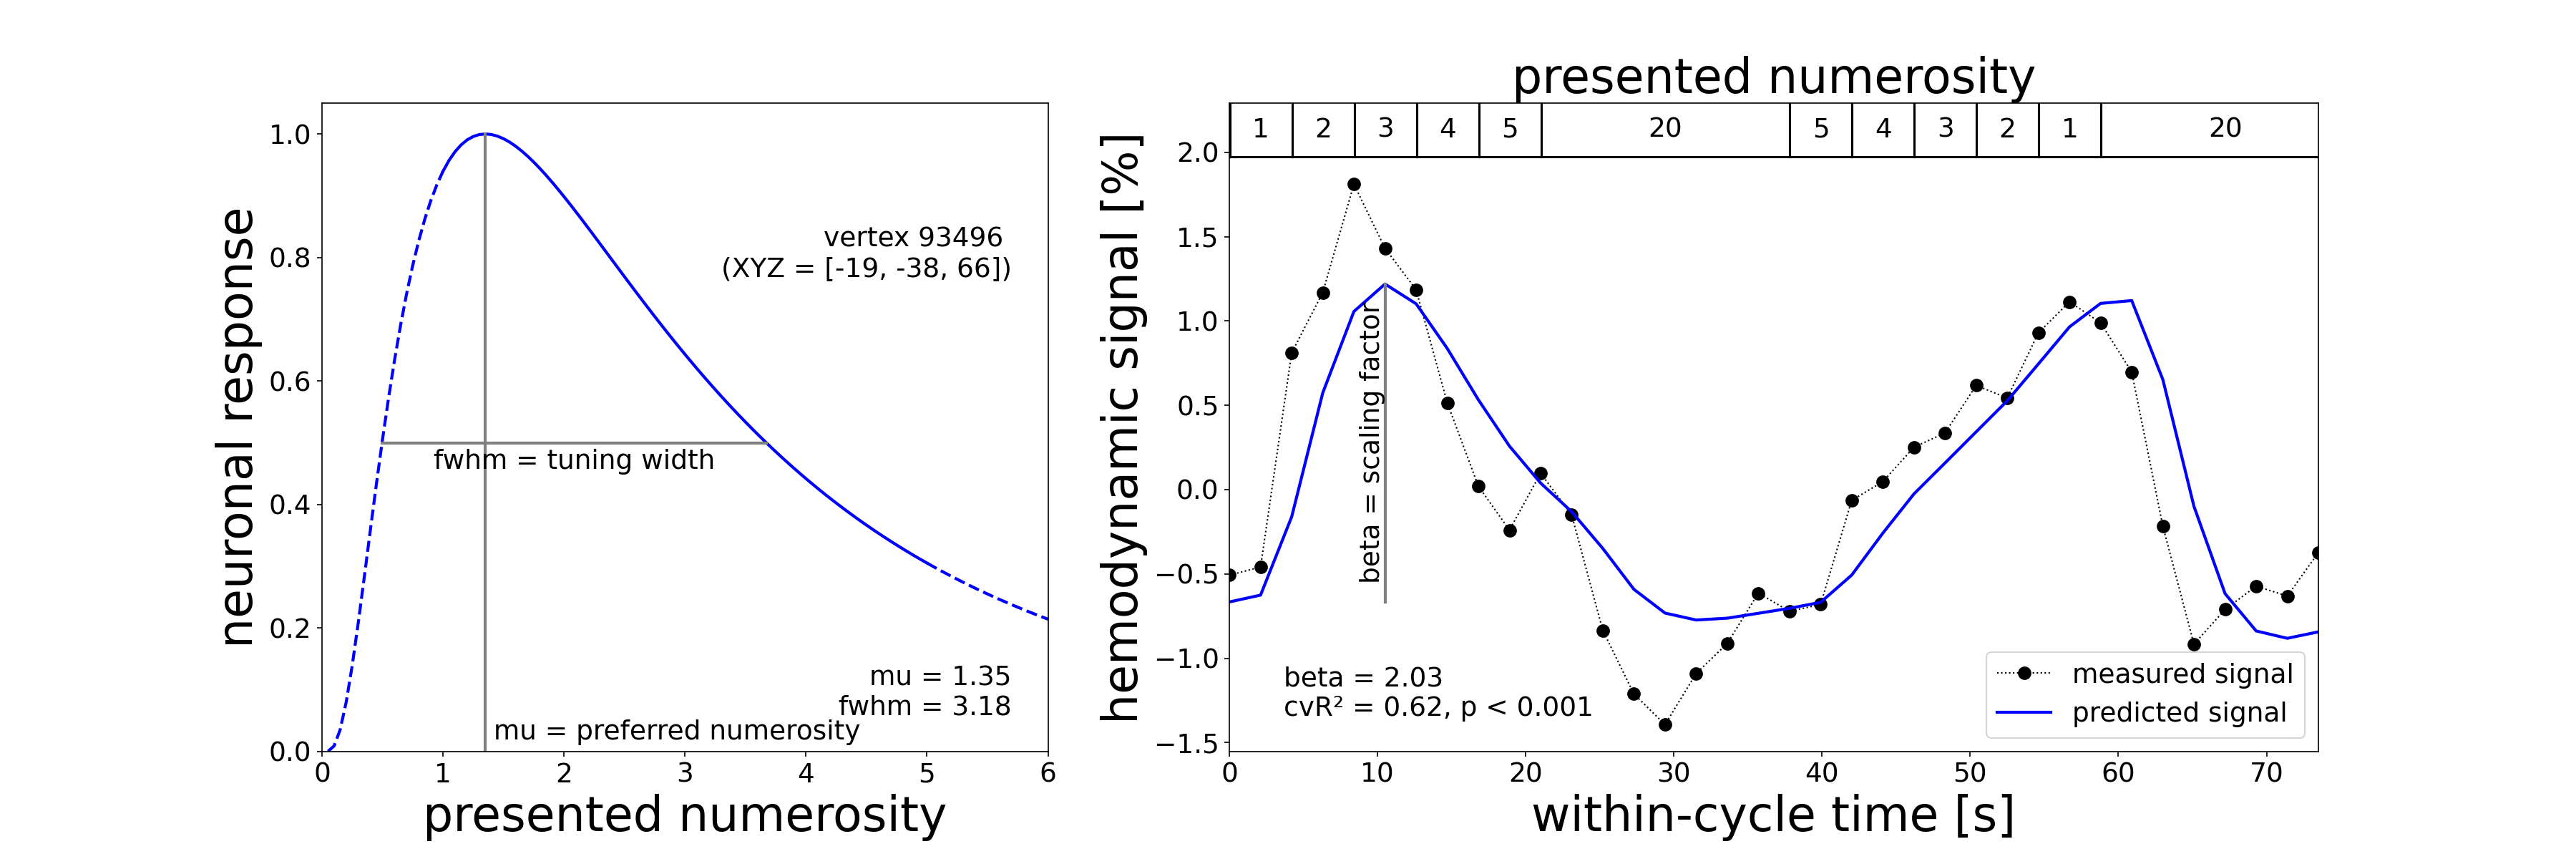 neuronal response
1.0
0.8
0.6
0.4
0.2
0.0
vertex 93496
(XYZ = [-19, -38, 66])
fwhm = tuning width
mu = 1.35
fwhm = 3.18
mu = preferred numerosity
0 1 2 3 4 5 6
presented numerosity
presented numerosity
1 2 3 4 5 20 5 4 3 2 1 20
hemodynamic signal [%]
2.0
1.5
1.0
0.5
0.0
−0.5
−1.0
−1.5
beta = scaling factor
beta = 2.03
cvR² = 0.62, p < 0.001
measured signal
predicted signal
0 10 20 30 40 50 60 70
within-cycle time [s]